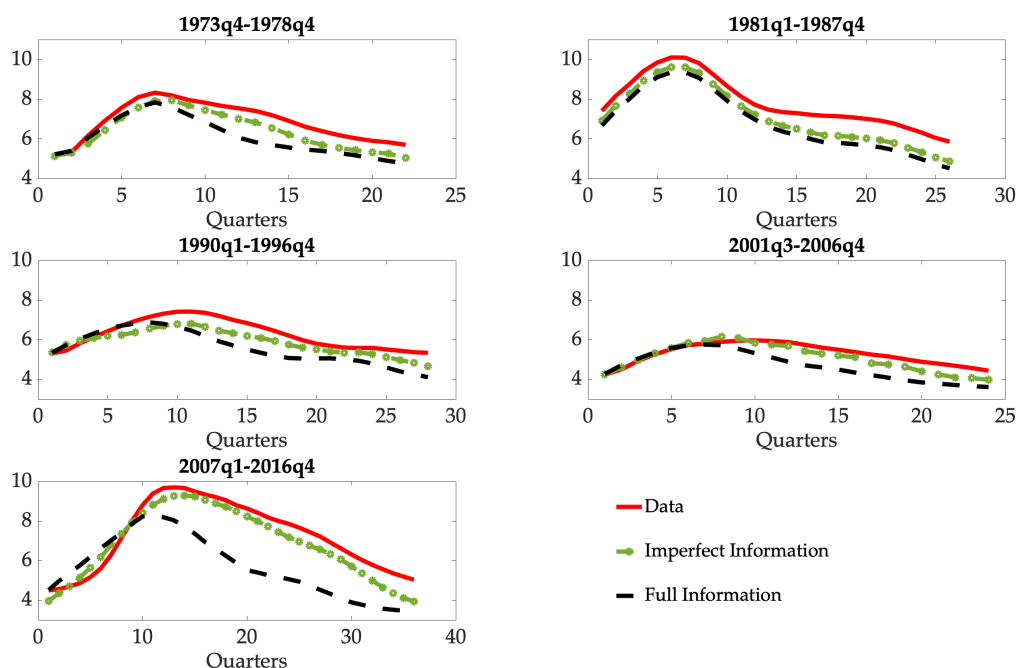 1973q4-1978q4
10
8
6
4
0 5 10 15 20 25
Quarters
1981q1-1987q4
10
8
6
4
0 5 10 15 20 25 30
Quarters
1990q1-1996q4
10
8
6
4
0 10 20 30
Quarters
2001q3-2006q4
10
8
6
4
0 5 10 15 20 25
Quarters
2007q1-2016q4
10
8
6
4
0 10 20 30 40
Quarters
Data
Imperfect Information
Full Information